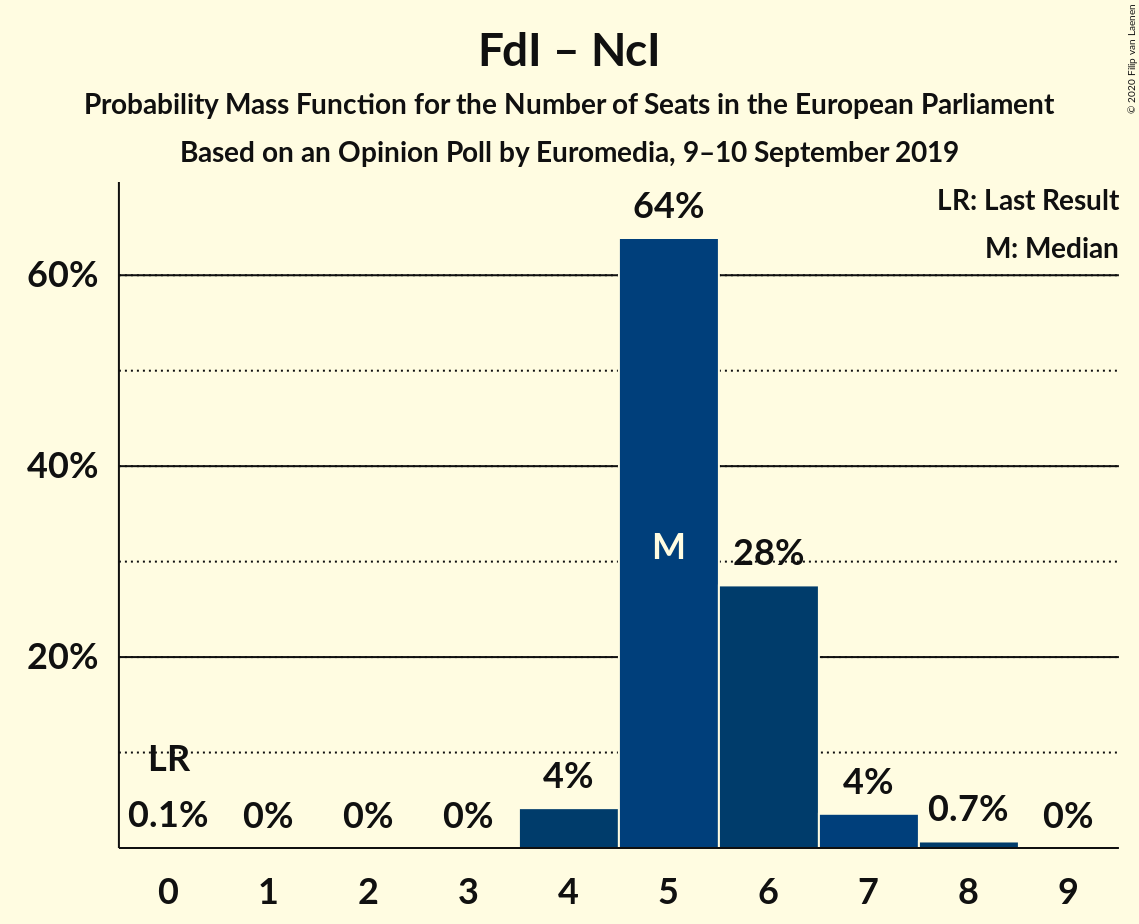 FdI – NcI
Probability Mass Function for the Number of Seats in the European Parliament
Based on an Opinion Poll by Euromedia, 9–10 September 2019
© 2020 Filip van Laenen
LR: Last Result
M: Median
60%
40%
20%
LR
M
0.1%
0%
0%
0%
4%
64%
28%
4%
0.7%
0%
0
1
2
3
4
5
6
7
8
9